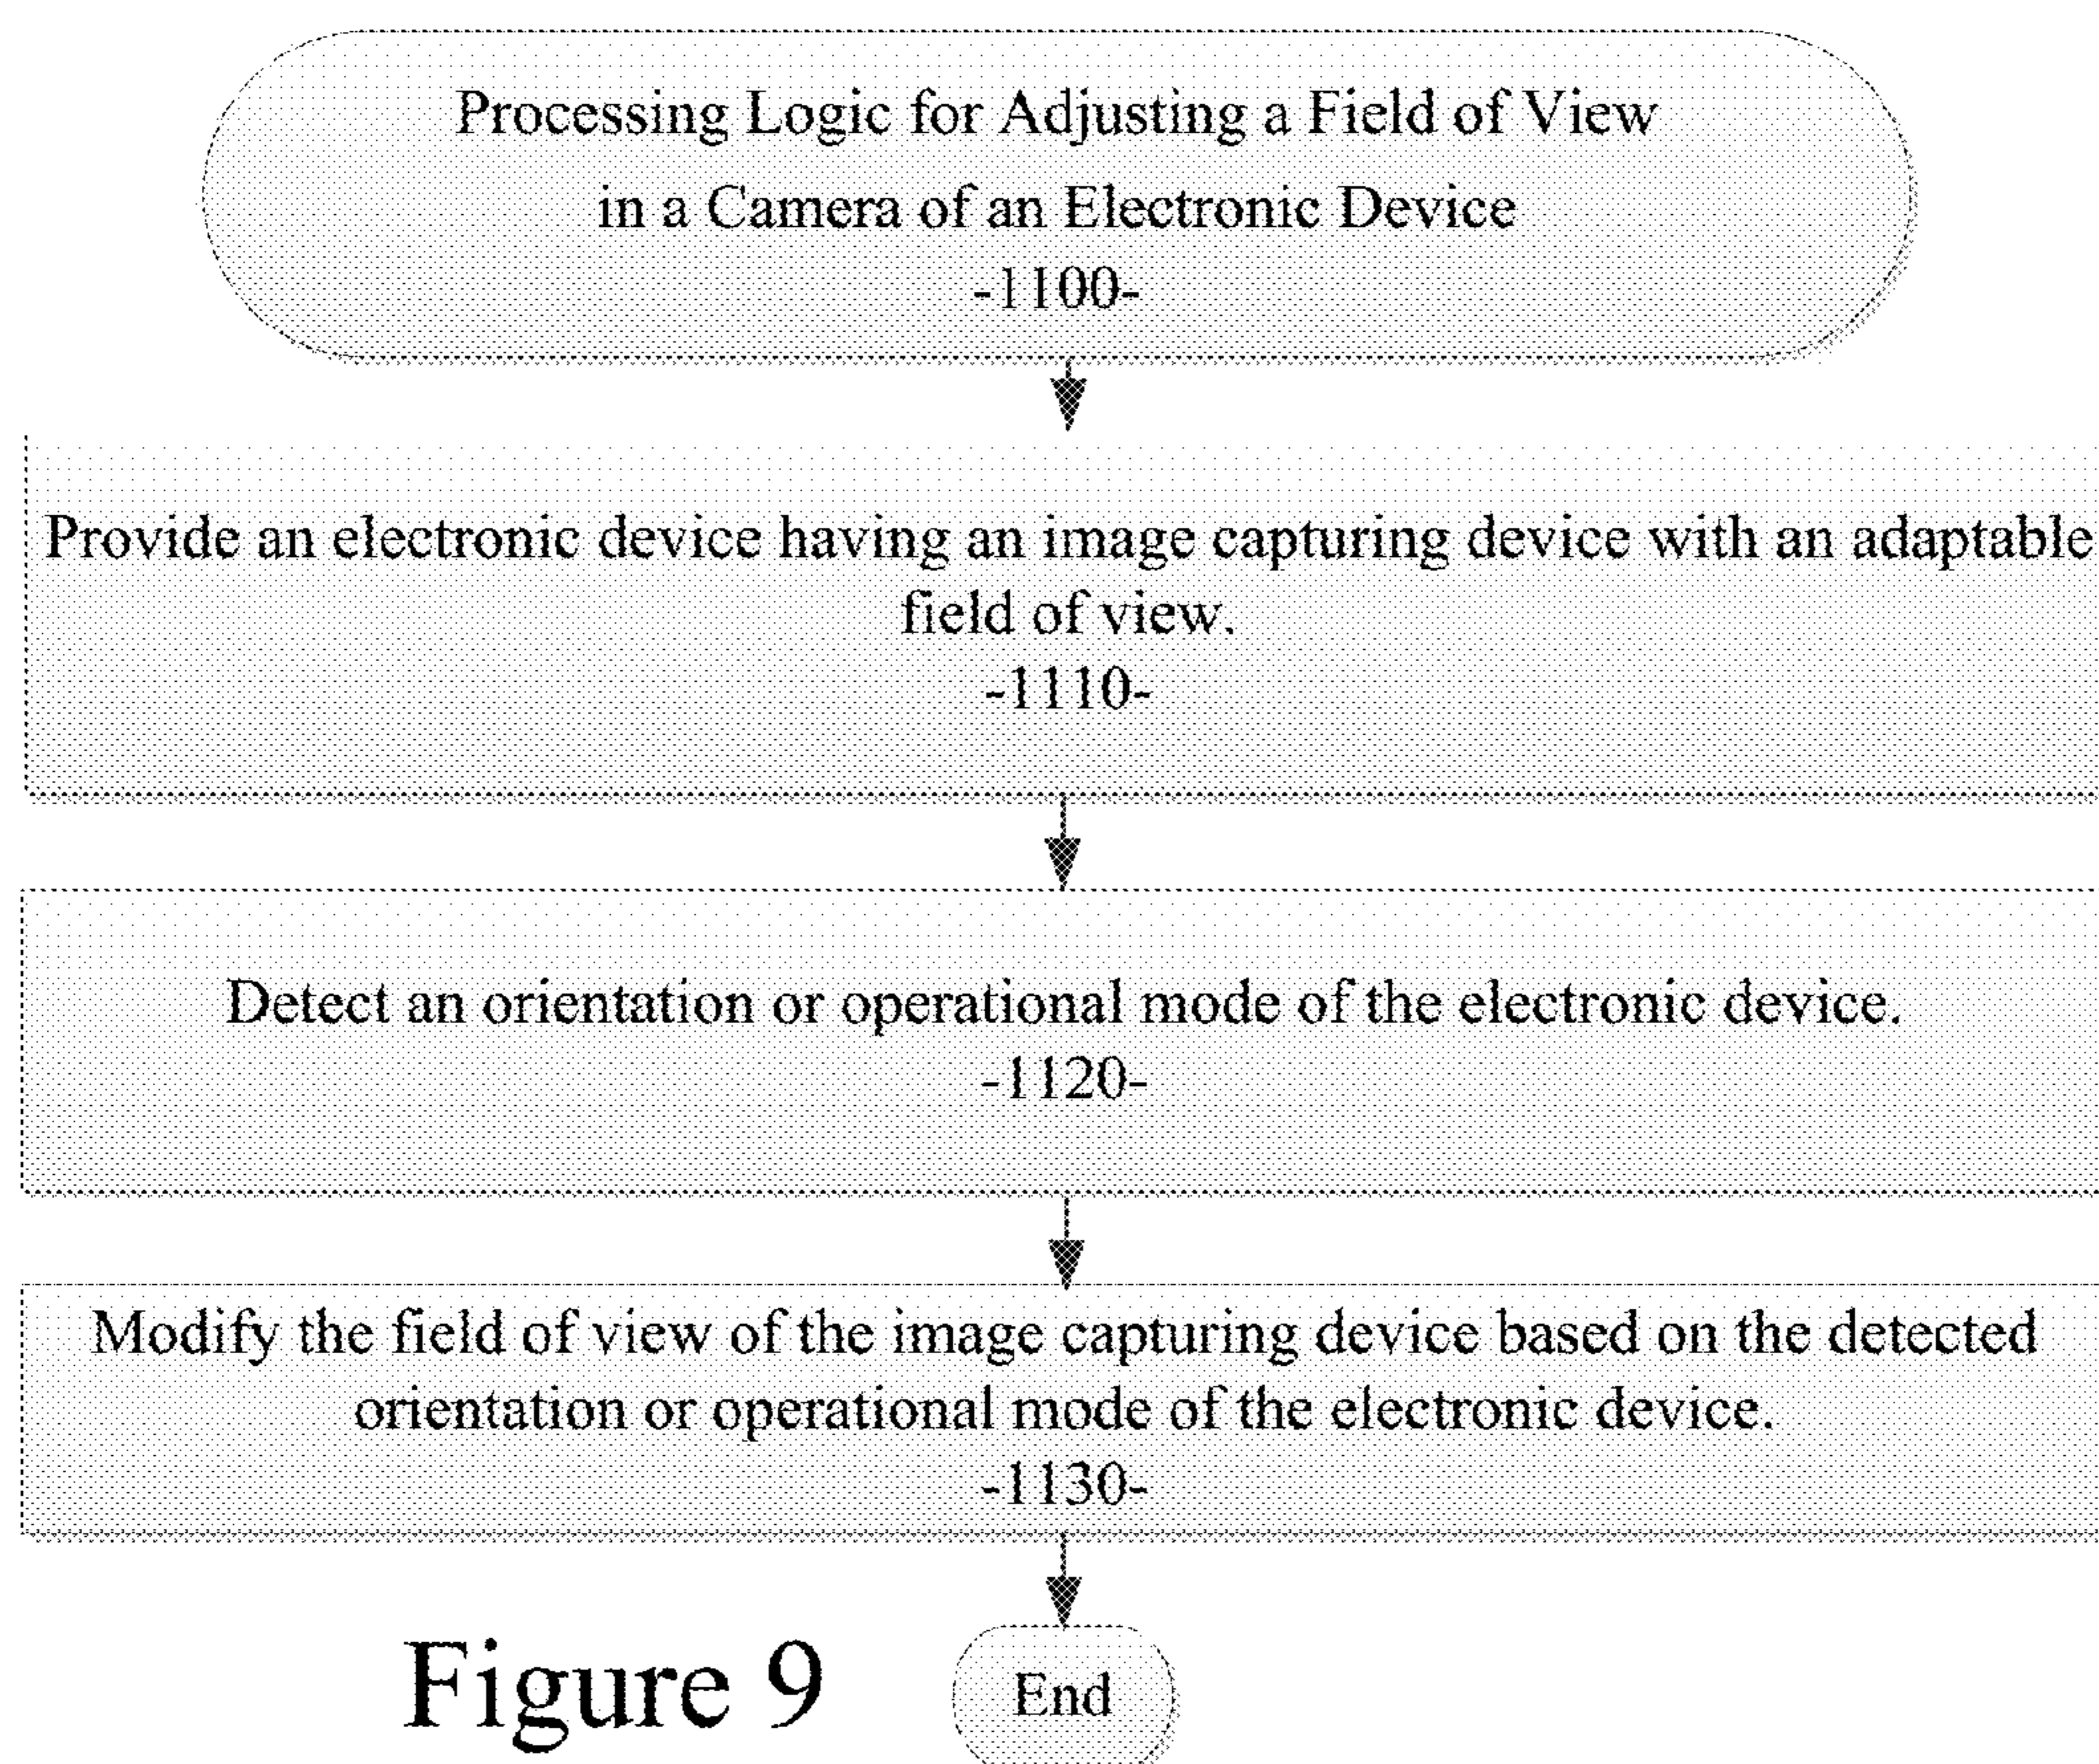 Processing Logic for Adjusting a Field of View
in a Camera of an Electronic Device
-1100-
Provide an electronic device having an image capturing device with an adaptable
field of view.
-1110-
Detect an orientation or operational mode of the electronic device.
-1120-
Modify the field of view of the image capturing device based on the detected
orientation or operational mode of the electronic device.
-1130-
Figure 9
End